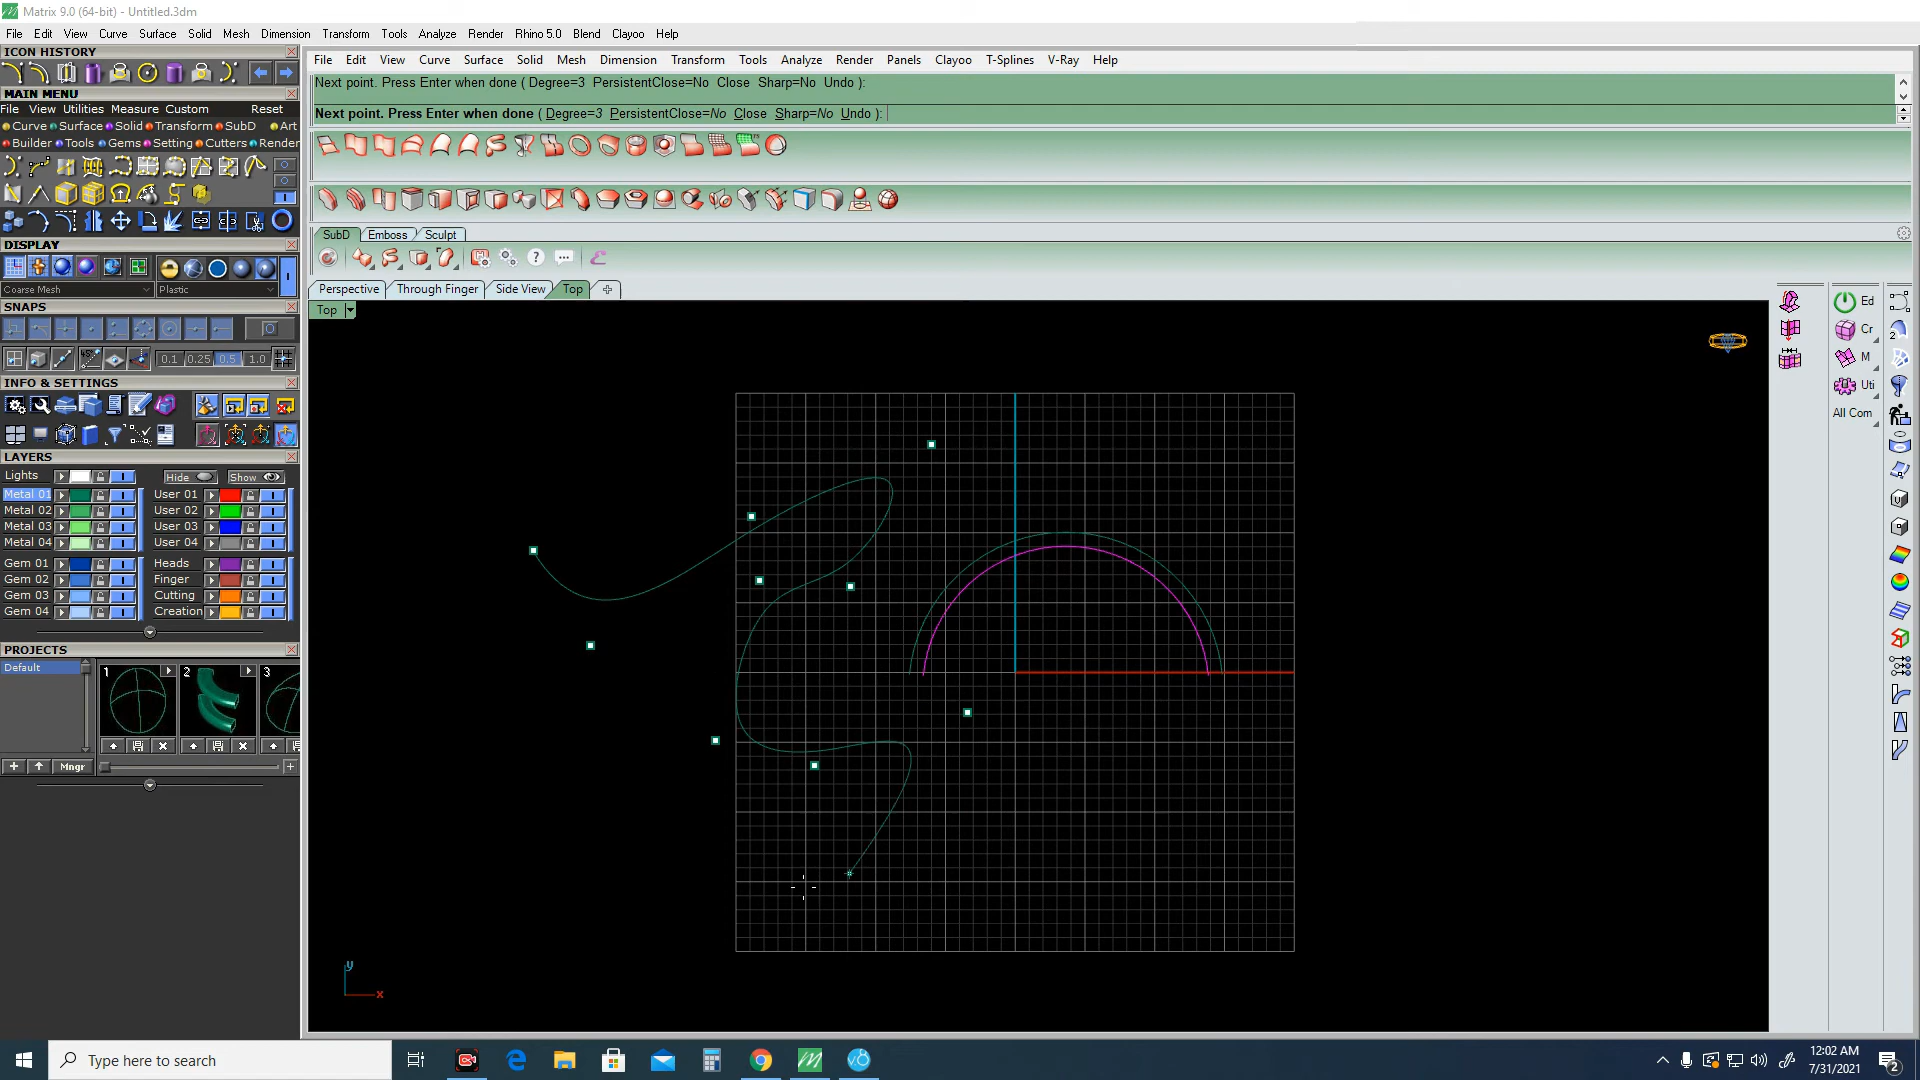 Matrix 9.0 (64-bit) - Untitled.3dm
File Edit View Curve Surface Solid Mesh Dimension Transform Tools Analyze Render Rhino 5.0 Blend Clayoo Help
ICON HISTORY
MAIN MENU
File View Utilities Measure Custom Reset
Curve Surface Solid Transform SubD Art
Builder Tools Gems Setting Cutters Render
DISPLAY
Coarse Mesh Plastic
SNAPS
0.1 0.25 0.5 1.0
INFO & SETTINGS
LAYERS
Lights Hide Show
Metal 01 User 01
Metal 02 User 02
Metal 03 User 03
Metal 04 User 04
Gem 01 Heads
Gem 02 Finger
Gem 03 Cutting
Gem 04 Creation
PROJECTS
Default 1 2 3
Mngr
File Edit View Curve Surface Solid Mesh Dimension Transform Tools Analyze Render Panels Clayoo T-Splines V-Ray Help
Next point. Press Enter when done ( Degree=3 PersistentClose=No Close Sharp=No Undo ):
Next point. Press Enter when done ( Degree=3 PersistentClose=No Close Sharp=No Undo ):
SubD Emboss Sculpt
Perspective Through Finger Side View Top
Top
y
x
Ed
Cr
M
Uti
All Com
2
Type here to search
12:02 AM
7/31/2021
2